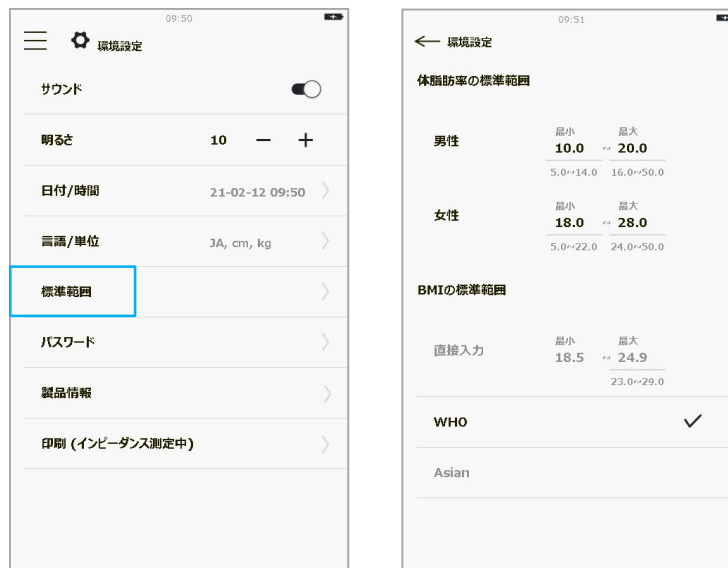 09:50
環境設定
サウンド
明るさ 10 − +
日付/時間 21-02-12 09:50
言語/単位 JA, cm, kg
標準範囲
パスワード
製品情報
印刷 (インピーダンス測定中)
09:51
環境設定
体脂肪率の標準範囲
最小 最大
男性 10.0 ~ 20.0
5.0~14.0 16.0~50.0
最小 最大
女性 18.0 ~ 28.0
5.0~22.0 24.0~50.0
BMIの標準範囲
最小 最大
直接入力 18.5 ~ 24.9
23.0~29.0
WHO
Asian